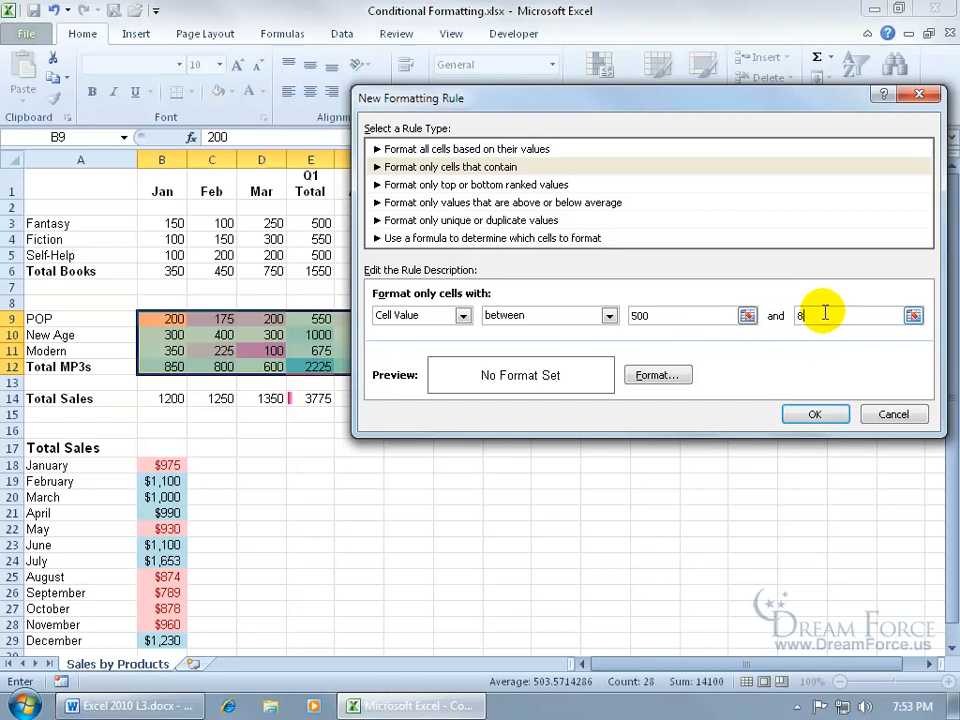 Conditional Formatting.xlsx - Microsoft Excel
File Home Insert Page Layout Formulas Data Review View Developer
Paste 10 General Insert Delete
B I U A
Clipboard Font Alignm
B9 fx 200
A B C D E
1 Jan Feb Mar Q1 Total
2
3 Fantasy 150 100 250 500
4 Fiction 100 150 300 550
5 Self-Help 100 200 200 500
6 Total Books 350 450 750 1550
7
8
9 POP 200 175 200 550
10 New Age 300 400 300 1000
11 Modern 350 225 100 675
12 Total MP3s 850 800 600 2225
13
14 Total Sales 1200 1250 1350 3775
15
16
17 Total Sales
18 January $975
19 February $1,100
20 March $1,000
21 April $990
22 May $930
23 June $1,100
24 July $1,653
25 August $874
26 September $789
27 October $878
28 November $960
29 December $1,230
New Formatting Rule
Select a Rule Type:
► Format all cells based on their values
► Format only cells that contain
► Format only top or bottom ranked values
► Format only values that are above or below average
► Format only unique or duplicate values
► Use a formula to determine which cells to format
Edit the Rule Description:
Format only cells with:
Cell Value between 500 and 8
Preview: No Format Set Format...
OK Cancel
DREAM FORCE
www.DreamForce.us
Sales by Products
Enter Average: 503.5714286 Count: 28 Sum: 14100 100%
Excel 2010 L3.docx - ... Microsoft Excel - Co... 7:53 PM